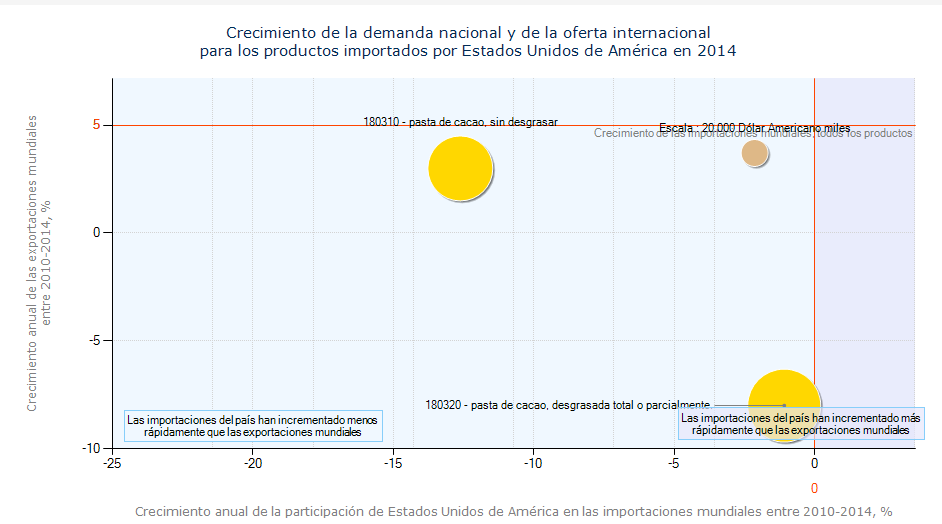 Crecimiento de la demanda nacional y de la oferta internacional
para los productos importados por Estados Unidos de América en 2014
180310 - pasta de cacao, sin desgrasar
Escala : 20.000 Dólar Americano miles
Crecimiento de las importaciones mundiales, todos los productos
5
0
-5
-10
Crecimiento anual de las exportaciones mundiales
entre 2010-2014, %
180320 - pasta de cacao, desgrasada total o parcialmente.
Las importaciones del país han incrementado menos
rápidamente que las exportaciones mundiales
Las importaciones del país han incrementado más
rápidamente que las exportaciones mundiales
-25 -20 -15 -10 -5 0
0
Crecimiento anual de la participación de Estados Unidos de América en las importaciones mundiales entre 2010-2014, %